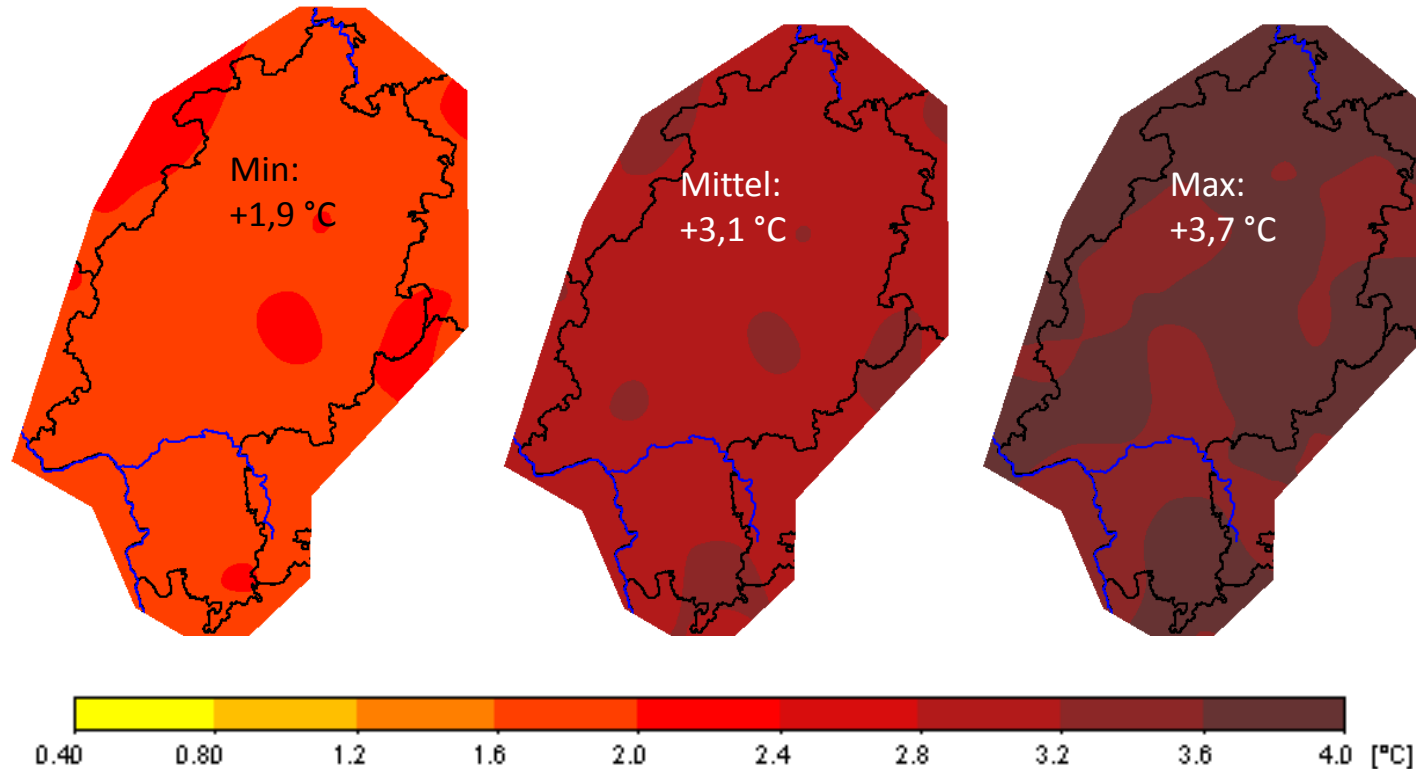 Min:
+1,9 °C
Mittel:
+3,1 °C
Max:
+3,7 °C
0.40 0.80 1.2 1.6 2.0 2.4 2.8 3.2 3.6 4.0 [°C]